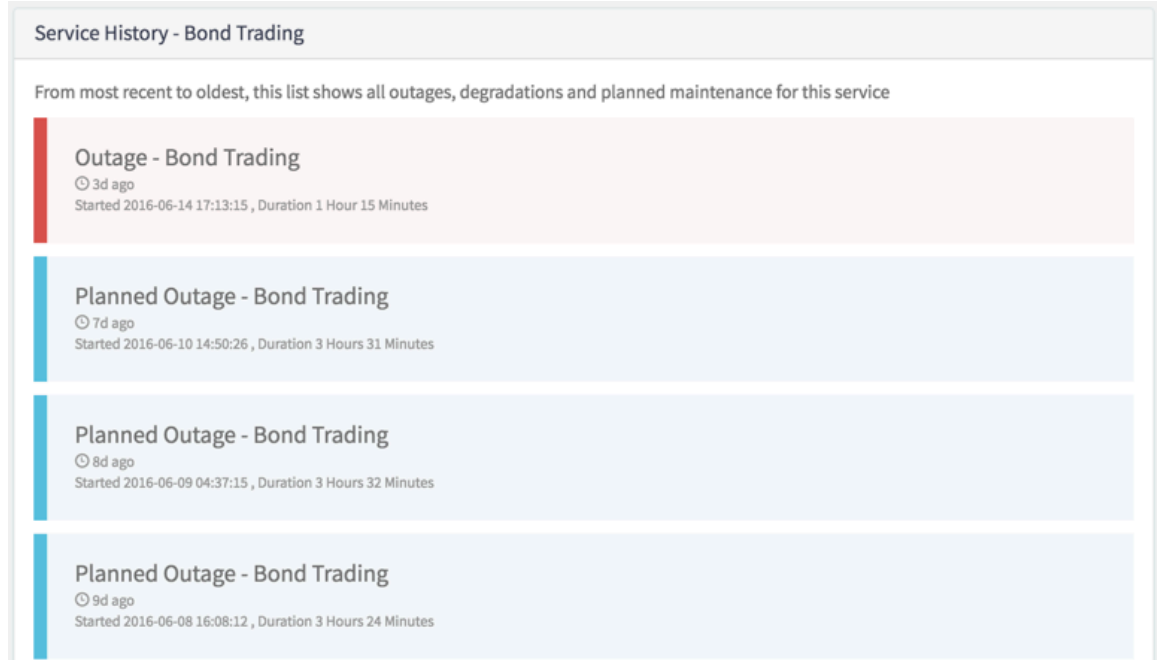 Service History - Bond Trading
From most recent to oldest, this list shows all outages, degradations and planned maintenance for this service
Outage - Bond Trading
3d ago
Started 2016-06-14 17:13:15 , Duration 1 Hour 15 Minutes
Planned Outage - Bond Trading
7d ago
Started 2016-06-10 14:50:26 , Duration 3 Hours 31 Minutes
Planned Outage - Bond Trading
8d ago
Started 2016-06-09 04:37:15 , Duration 3 Hours 32 Minutes
Planned Outage - Bond Trading
9d ago
Started 2016-06-08 16:08:12 , Duration 3 Hours 24 Minutes